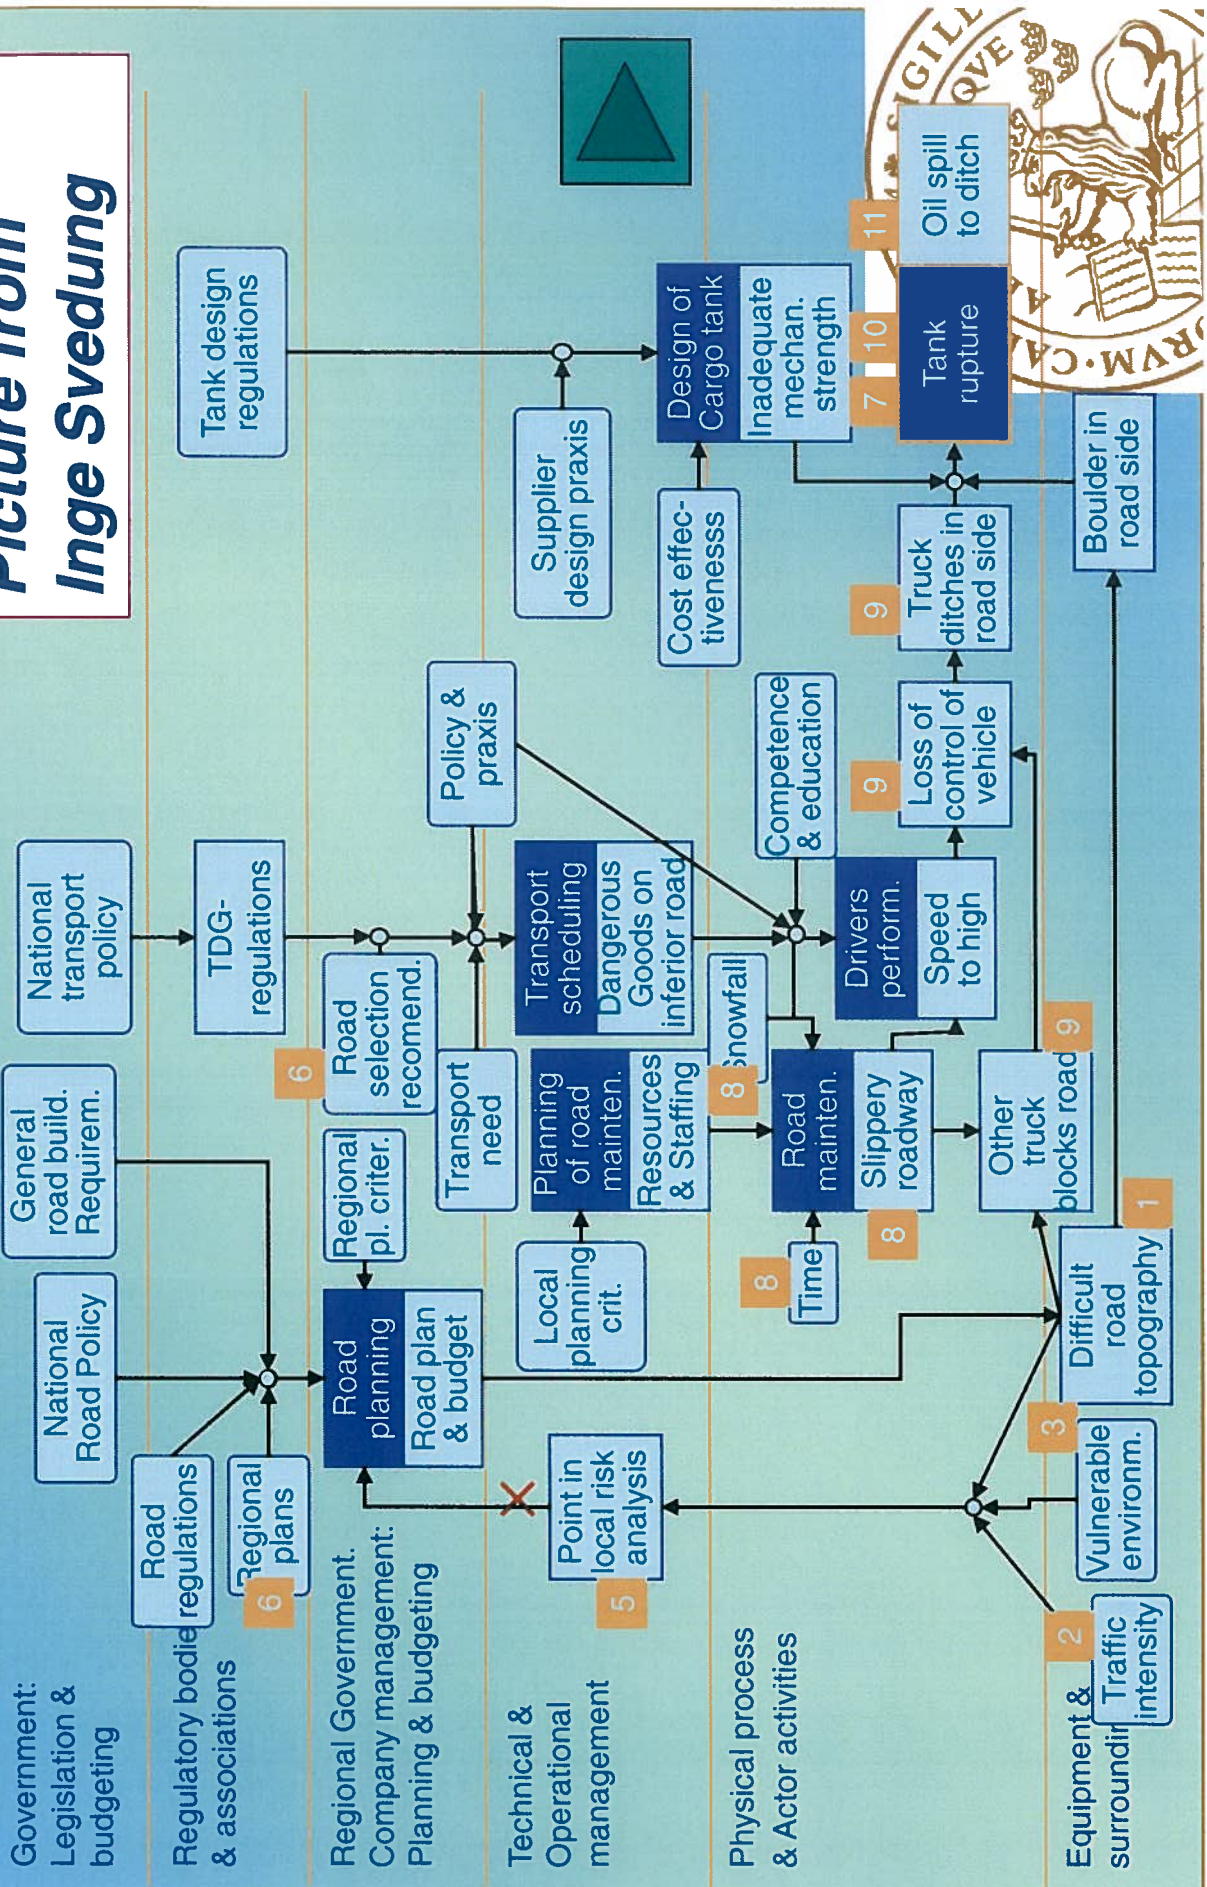 Picture from
Inge Svedung
Government:
Legislation &
budgeting
National
Road Policy
General
road build.
Requirem.
National
transport
policy
Regulatory bodie
& associations
Road
regulations
Regional
plans
6
TDG-
regulations
Tank design
regulations
Regional Government.
Company management:
Planning & budgeting
Road
planning
Road plan
& budget
Regional
pl. criter.
6
Road
selection
recomend.
Transport
need
Policy &
praxis
Technical &
Operational
management
Point in
local risk
analysis
5
Local
planning
crit.
Planning
of road
mainten.
Resources
& Staffing
Transport
scheduling
Dangerous
Goods on
inferior road
Supplier
design praxis
Cost effec-
tivenesss
Design of
Cargo tank
Inadequate
mechan.
strength
Physical process
& Actor activities
8
Time
8
Snowfall
Road
mainten.
Slippery
roadway
8
Competence
& education
Drivers
perform.
Speed
to high
9
Loss of
control of
vehicle
9
Truck
ditches in
road side
7
10
11
Tank
rupture
Oil spill
to ditch
Other
truck
blocks road
9
Equipment &
surroundin
2
Traffic
intensity
3
Vulnerable
environm.
Difficult
road
topography
1
Boulder in
road side
SIGILL
QVE
ORVM·CA